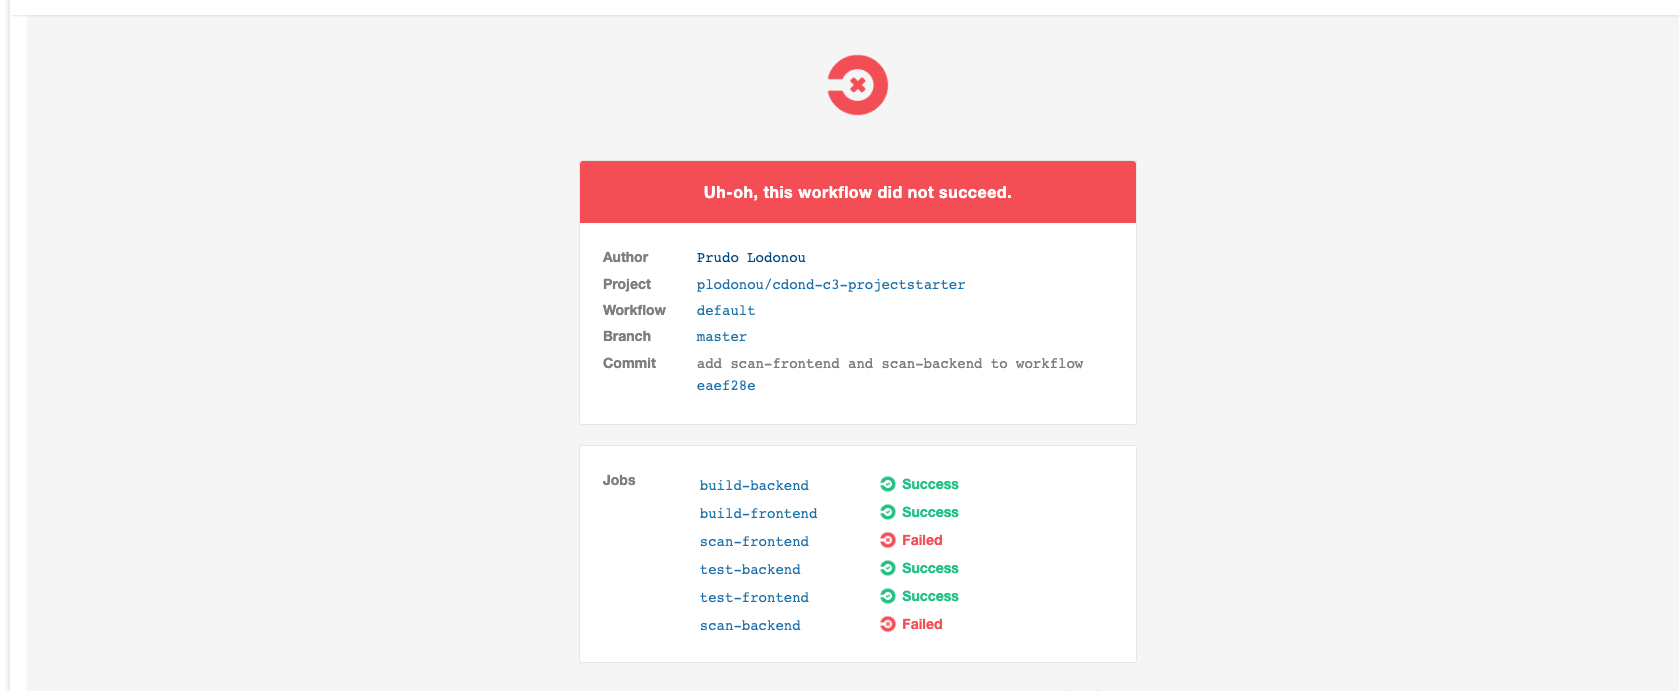 Uh-oh, this workflow did not succeed.
Author Prudo Lodonou
Project plodonou/cdond-c3-projectstarter
Workflow default
Branch master
Commit add scan-frontend and scan-backend to workflow
eaef28e
Jobs
build-backend Success
build-frontend Success
scan-frontend Failed
test-backend Success
test-frontend Success
scan-backend Failed